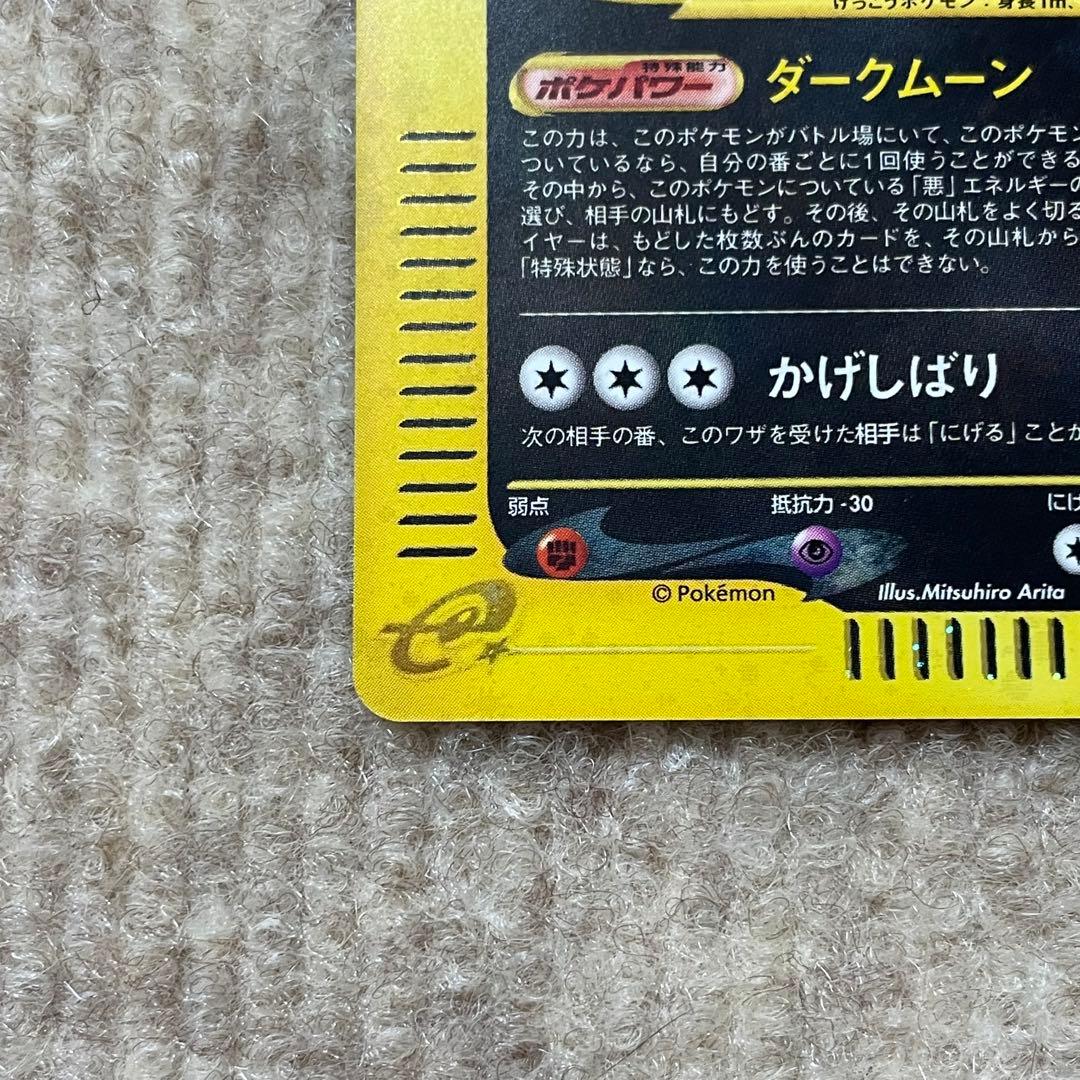 げっこうポケモン:身長1m、
特殊能力
ポケパワー ダークムーン
この力は、このポケモンがバトル場にいて、このポケモン
ついているなら、自分の番ごとに1回使うことができる
その中から、このポケモンについている「悪」エネルギーの
選び、相手の山札にもどす。その後、その山札をよく切る
イヤーは、もどした枚数ぶんのカードを、その山札から
「特殊状態」なら、この力を使うことはできない。
かげしばり
次の相手の番、このワザを受けた相手は「にげる」ことが
弱点 抵抗力 -30 にげ
© Pokémon Illus.Mitsuhiro Arita
e